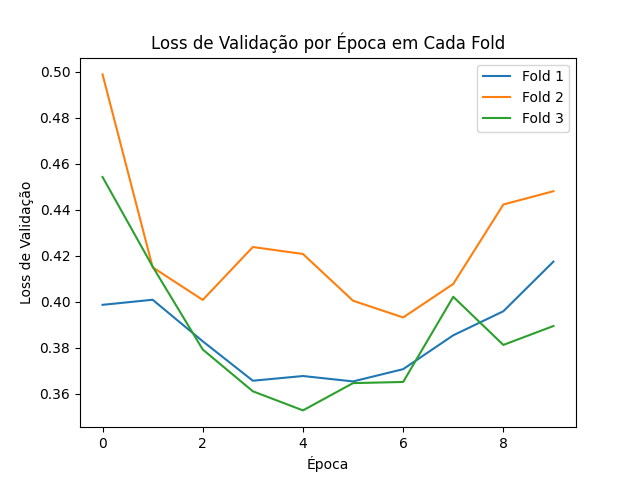 Loss de Validação por Época em Cada Fold
Fold 1
Fold 2
Fold 3
Loss de Validação
0.50
0.48
0.46
0.44
0.42
0.40
0.38
0.36
0
2
4
6
8
Época